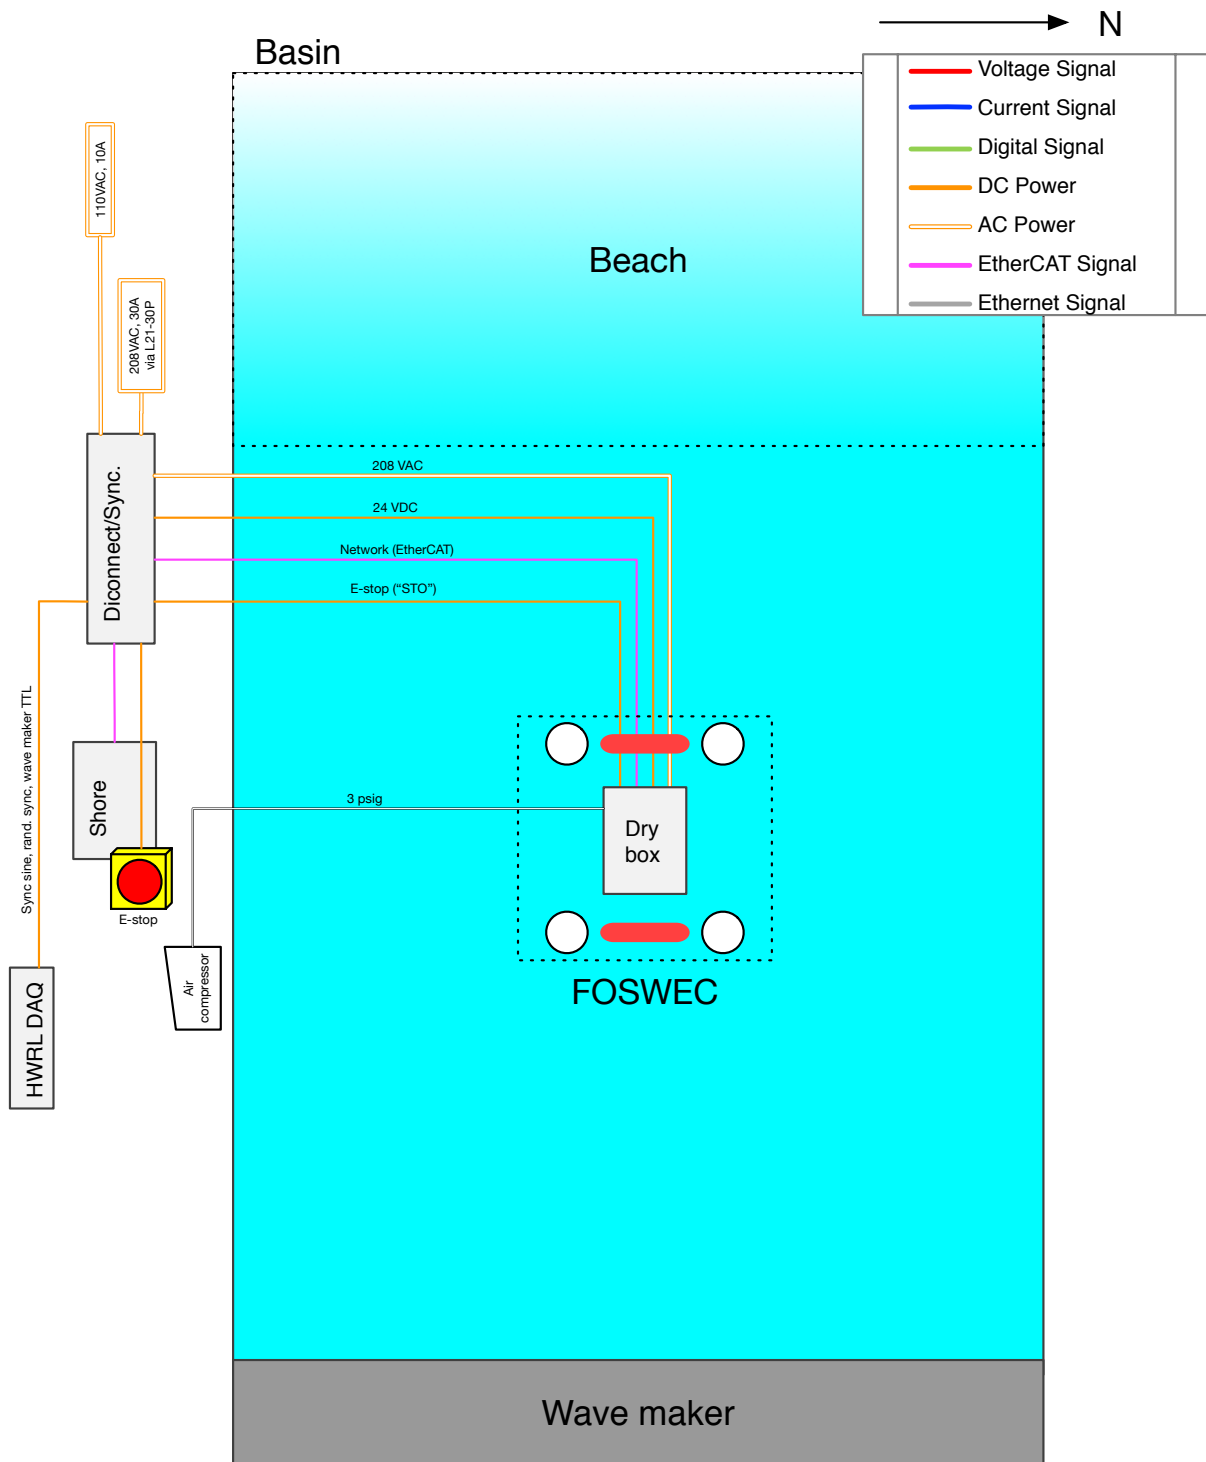 N
Basin
Voltage Signal
Current Signal
Digital Signal
DC Power
AC Power
EtherCAT Signal
Ethernet Signal
110VAC, 10A
208VAC, 30A
via L21-30P
Beach
Diconnect/Sync.
208 VAC
24 VDC
Network (EtherCAT)
E-stop (“STO”)
Sync sine, rand. sync, wave maker TTL
Shore
E-stop
3 psig
Dry
box
Air
compressor
FOSWEC
HWRL DAQ
Wave maker